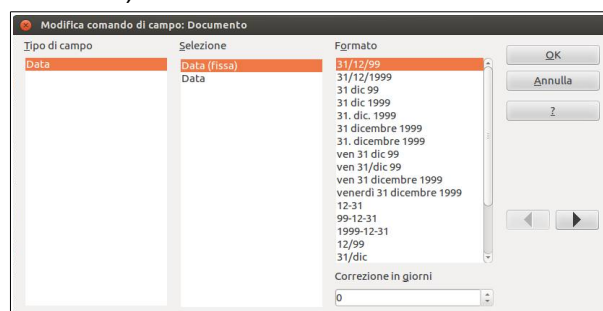 Modifica comando di campo: Documento
Tipo di campo
Data
Selezione
Data (fissa)
Data
Formato
31/12/99
31/12/1999
31 dic 99
31 dic 1999
31. dic. 1999
31 dicembre 1999
31. dicembre 1999
ven 31 dic 99
ven 31/dic 99
ven 31 dicembre 1999
venerdì 31 dicembre 1999
12-31
99-12-31
1999-12-31
12/99
31/dic
Correzione in giorni
0
OK
Annulla
?